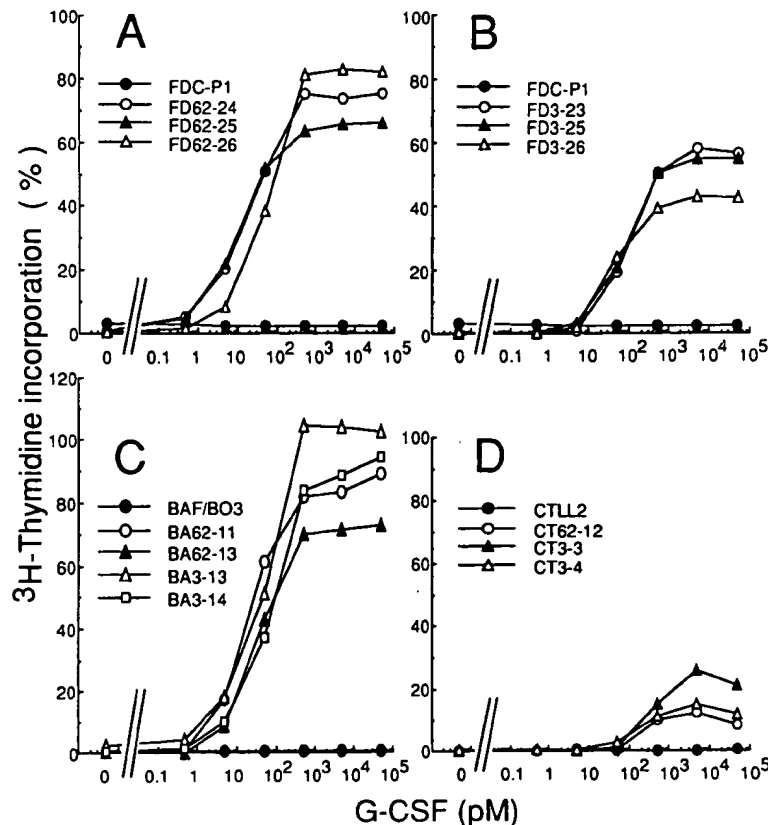 A
B
100
80
60
40
20
0
FDC-P1
FD62-24
FD62-25
FD62-26
0 0.1 1 10 10² 10³ 10⁴ 10⁵
100
80
60
40
20
0
FDC-P1
FD3-23
FD3-25
FD3-26
0 0.1 1 10 10² 10³ 10⁴ 10⁵
³H-Thymidine incorporation (%)
C
D
120
100
80
60
40
20
0
BAF/BO3
BA62-11
BA62-13
BA3-13
BA3-14
0 0.1 1 10 10² 10³ 10⁴ 10⁵
100
80
60
40
20
0
CTLL2
CT62-12
CT3-3
CT3-4
0 0.1 1 10 10² 10³ 10⁴ 10⁵
G-CSF (pM)